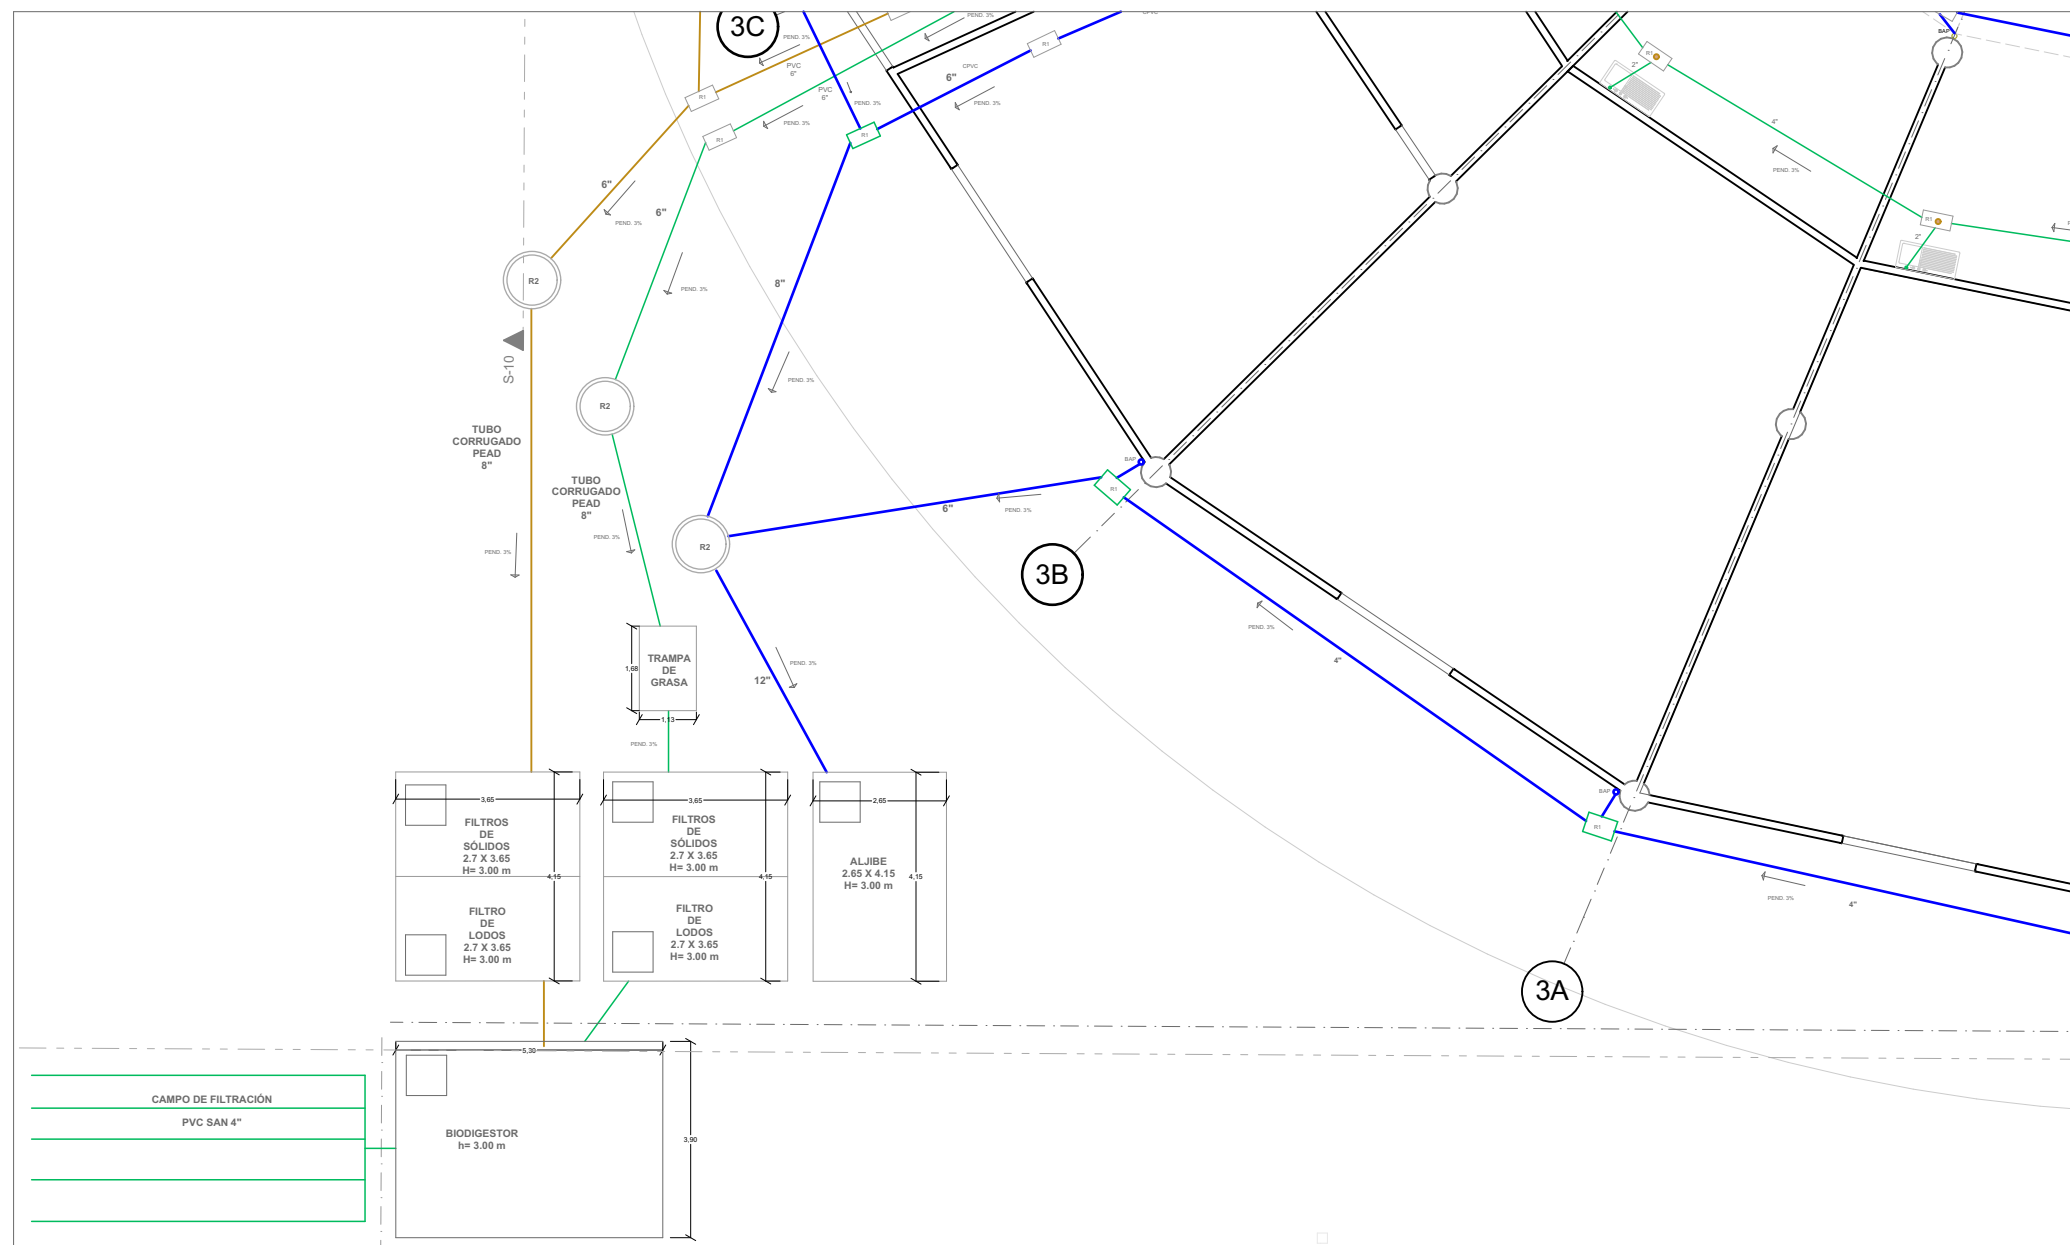 3C
PEND. 3%
CPVC
BAP
PEND. 3%
R1
PVC
6"
CPVC
6"
R1
2"
PVC
6"
R1
PEND. 3%
PEND. 3%
PEND. 3%
R1
R1
4"
PEND. 3%
6"
PEND. 3%
6"
R1
2"
R2
8"
PEND. 3%
S-10
PEND. 3%
R2
TUBO
CORRUGADO
PEAD
8"
TUBO
CORRUGADO
PEAD
8"
BAP
R1
6"
PEND. 3%
PEND. 3%
PEND. 3%
R2
3B
PEND. 3%
4"
TRAMPA
DE
GRASA
1,68
1,13
PEND. 3%
12"
PEND. 3%
BAP
R1
3,65
3,65
2,65
FILTROS
DE
SÓLIDOS
2.7 X 3.65
H= 3.00 m
4,15
FILTROS
DE
SÓLIDOS
2.7 X 3.65
H= 3.00 m
4,15
ALJIBE
2.65 X 4.15
H= 3.00 m
4,15
PEND. 3%
4"
FILTRO
DE
LODOS
2.7 X 3.65
H= 3.00 m
FILTRO
DE
LODOS
2.7 X 3.65
H= 3.00 m
3A
5,30
CAMPO DE FILTRACIÓN
PVC SAN 4"
BIODIGESTOR
h= 3.00 m
3,90